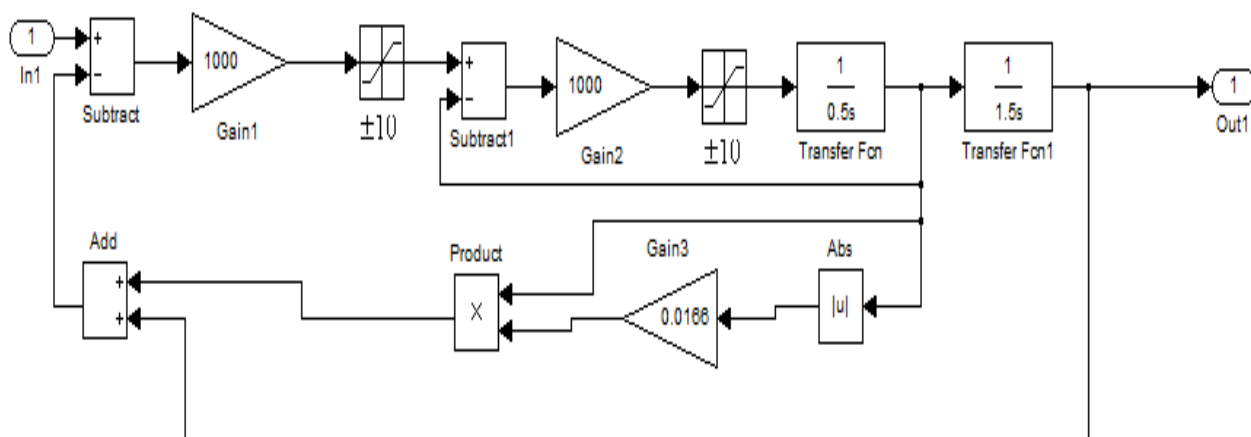 1
In1
+
−
Subtract
1000
Gain1
±10
+
−
Subtract1
1000
Gain2
±10
1
0.5s
Transfer Fcn
1
1.5s
Transfer Fcn1
1
Out1
Add
+
+
Product
×
Gain3
0.0166
Abs
|u|